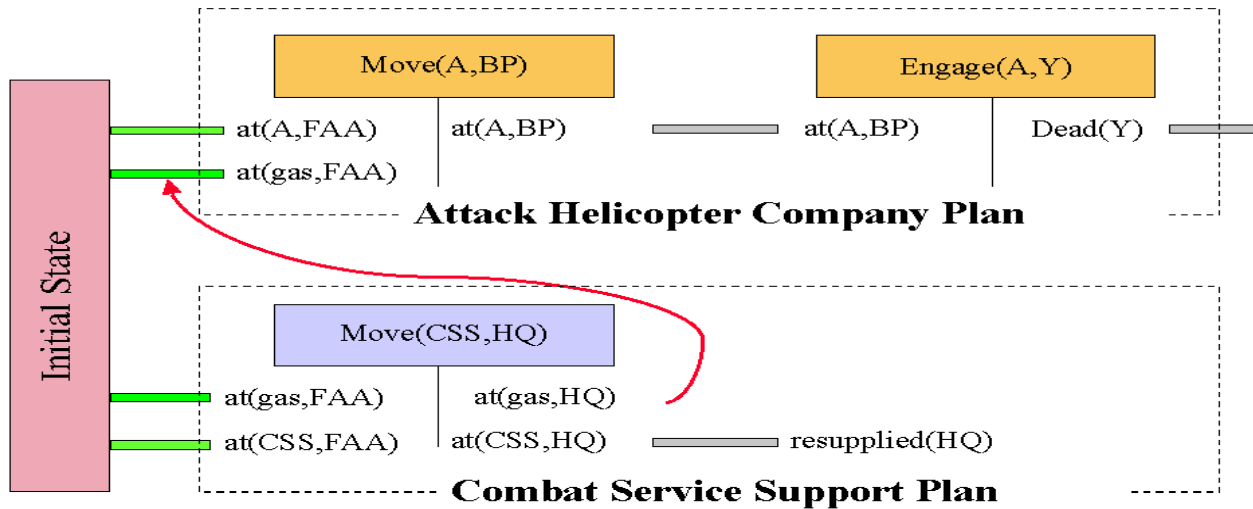 Move(A,BP)
Engage(A,Y)
at(A,FAA)
at(A,BP)
at(A,BP)
Dead(Y)
at(gas,FAA)
Attack Helicopter Company Plan
Initial State
Move(CSS,HQ)
at(gas,FAA)
at(gas,HQ)
at(CSS,FAA)
at(CSS,HQ)
resupplied(HQ)
Combat Service Support Plan